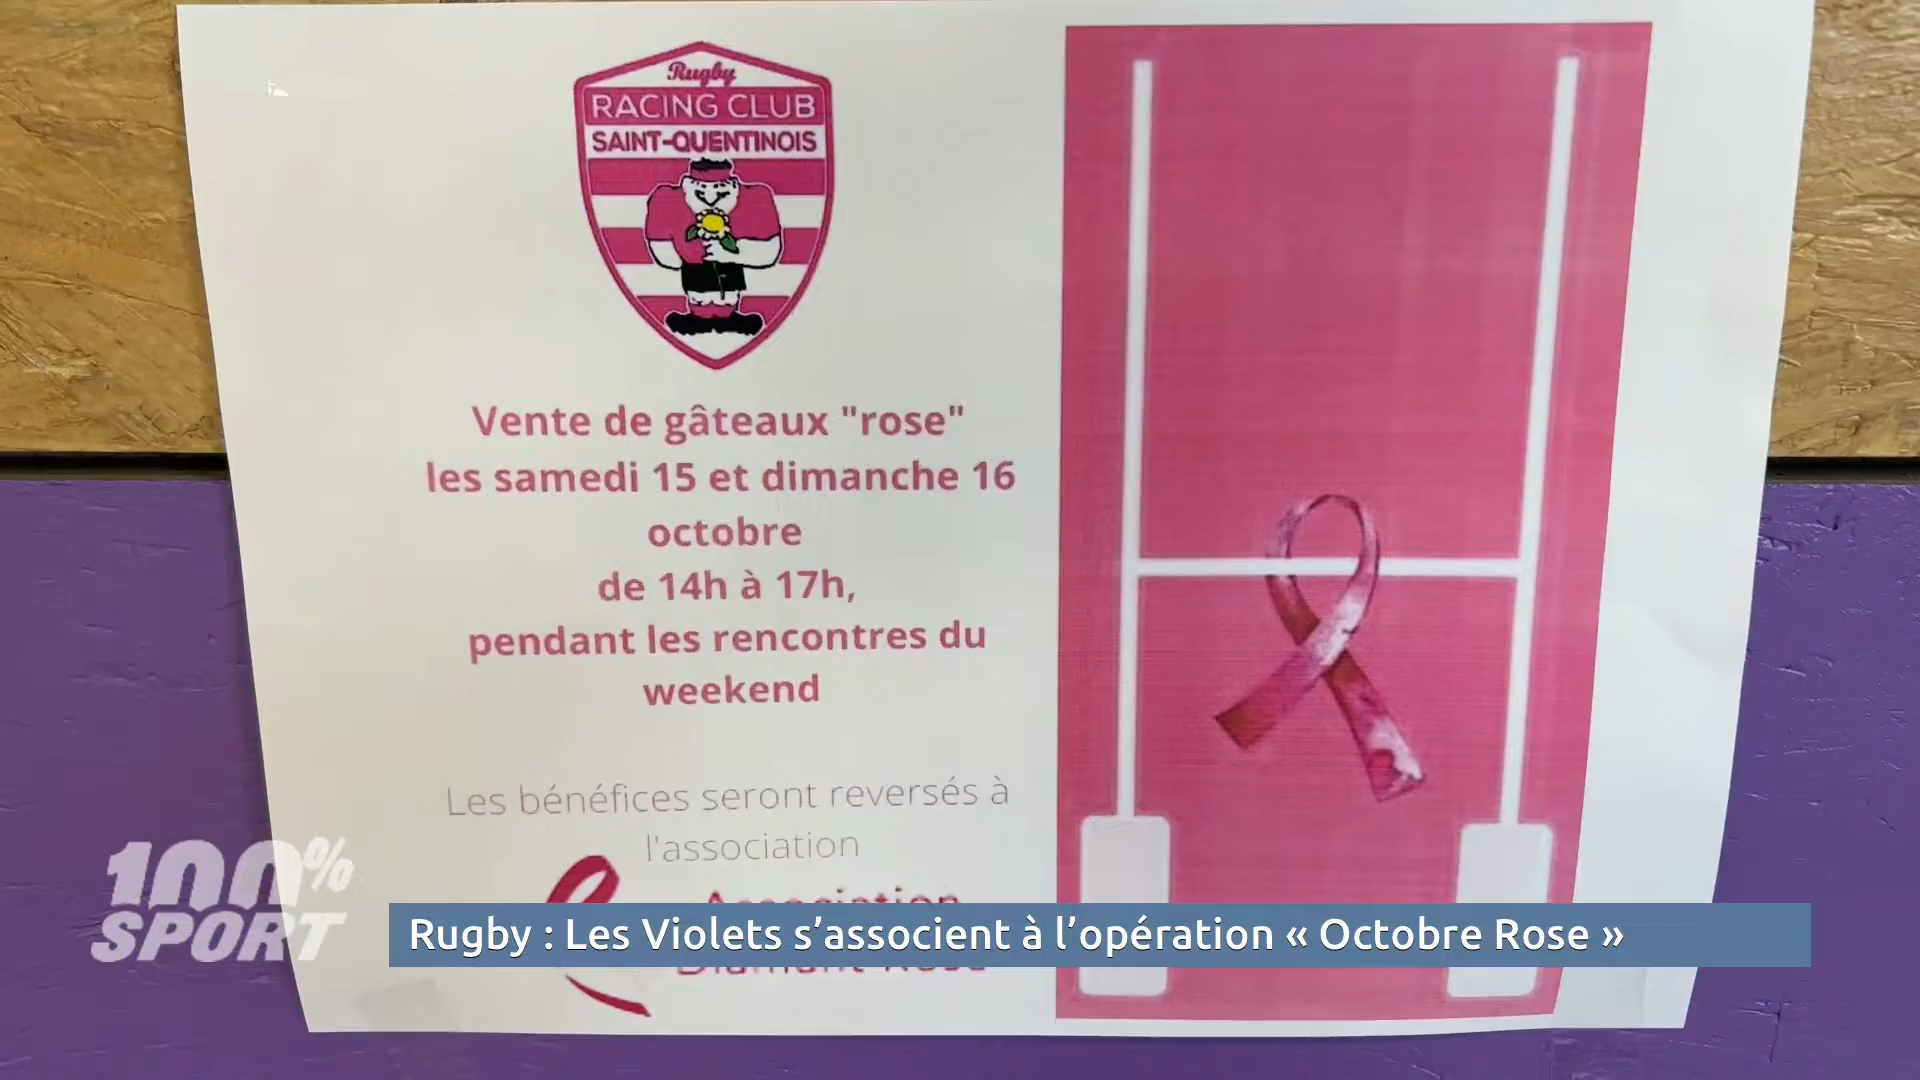 Rugby
RACING CLUB
SAINT-QUENTINOIS
Vente de gâteaux "rose"
les samedi 15 et dimanche 16
octobre
de 14h à 17h,
pendant les rencontres du
weekend
Les bénéfices seront reversés à
l'association
Association
100%
SPORT
Rugby : Les Violets s’associent à l’opération « Octobre Rose »